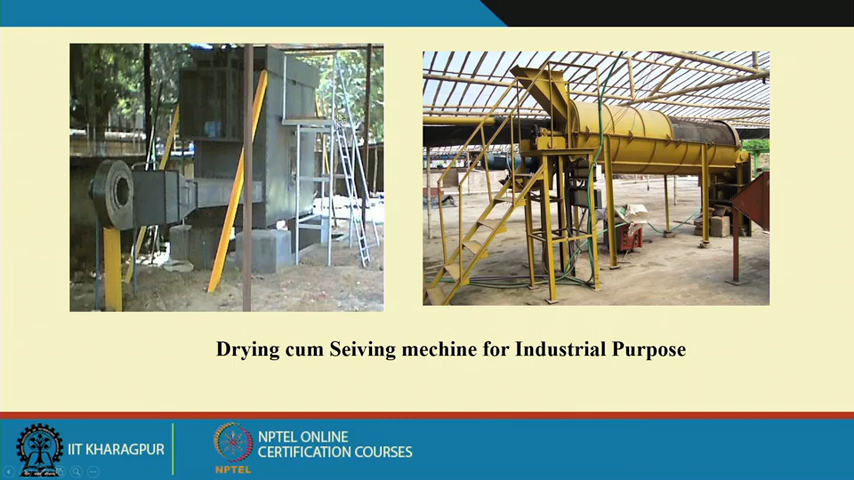 Drying cum Seiving mechine for Industrial Purpose
IIT KHARAGPUR
NPTEL
NPTEL ONLINE
CERTIFICATION COURSES